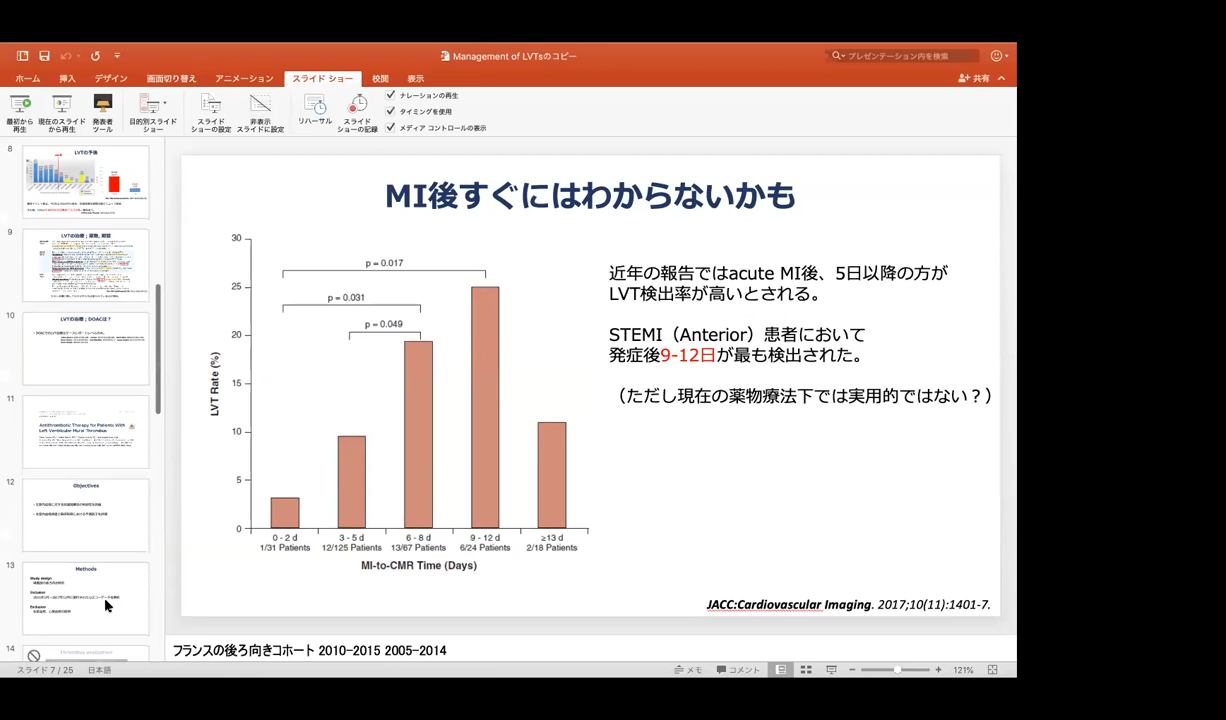 Management of LVTsのコピー
プレゼンテーション内を検索
ホーム 挿入 デザイン 画面切り替え アニメーション スライド ショー 校閲 表示
共有
最初から
再生
現在のスライド
から再生
発表者
ツール
目的別スライド
ショー
スライド
ショーの設定
非表示
スライドに設定
リハーサル
スライド
ショーの記録
ナレーションの再生
タイミングを使用
メディア コントロールの表示
8
LVTの予後
9
LVTの治療；薬物, 期間
10
LVTの治療；DOACは？
11
Antithrombotic Therapy for Patients With
Left Ventricular Mural Thrombus
12
Objectives
13
Methods
Study design
Inclusion
Exclusion
14
Thrombus evaluation
MI後すぐにはわからないかも
30
25
20
15
10
5
0
LVT Rate (%)
p = 0.017
p = 0.031
p = 0.049
0 - 2 d 3 - 5 d 6 - 8 d 9 - 12 d ≥13 d
1/31 Patients 12/125 Patients 13/67 Patients 6/24 Patients 2/18 Patients
MI-to-CMR Time (Days)
近年の報告ではacute MI後、5日以降の方が
LVT検出率が高いとされる。
STEMI（Anterior）患者において
発症後9-12日が最も検出された。
（ただし現在の薬物療法下では実用的ではない？）
JACC:Cardiovascular Imaging. 2017;10(11):1401-7.
フランスの後ろ向きコホート 2010-2015 2005-2014
スライド 7 / 25 日本語
メモ コメント 121%